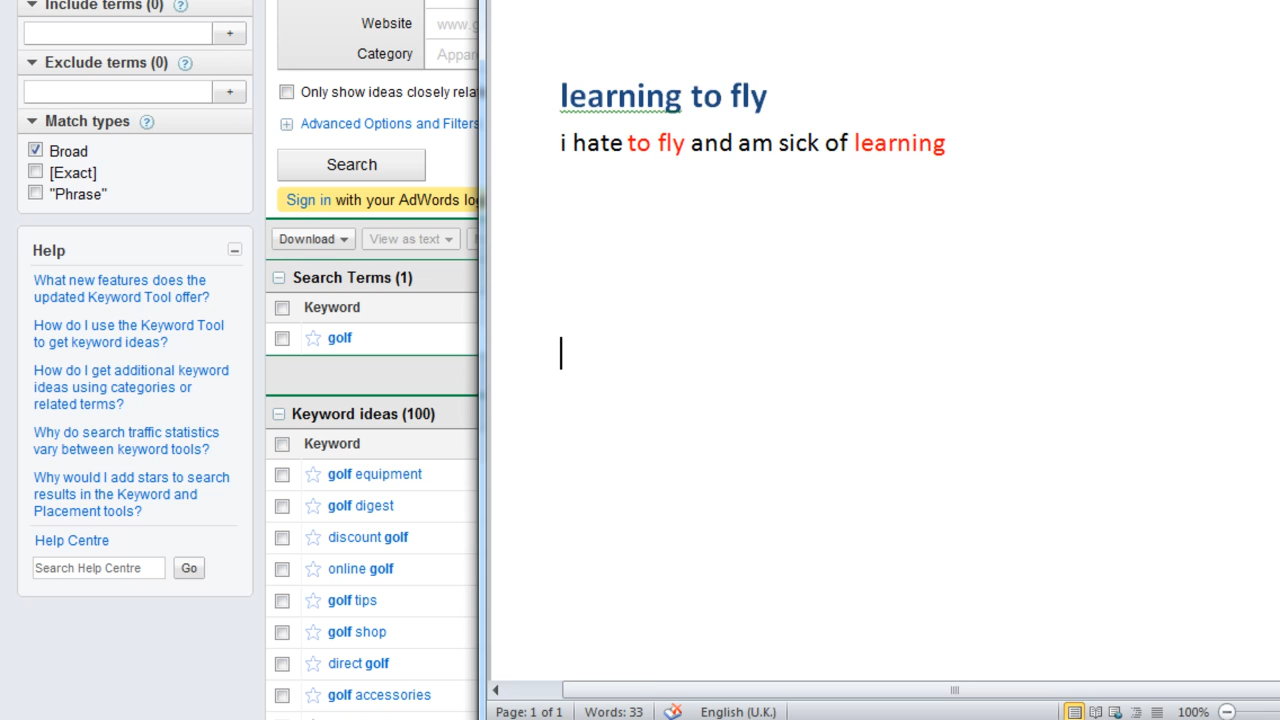 Include terms (0)
+
Exclude terms (0)
+
Match types
Broad
[Exact]
"Phrase"
Help
What new features does the
updated Keyword Tool offer?
How do I use the Keyword Tool
to get keyword ideas?
How do I get additional keyword
ideas using categories or
related terms?
Why do search traffic statistics
vary between keyword tools?
Why would I add stars to search
results in the Keyword and
Placement tools?
Help Centre
Search Help Centre
Go
Website
www.g
Category
Appar
Only show ideas closely rela
Advanced Options and Filters
Search
Sign in with your AdWords log
Download
View as text
Search Terms (1)
Keyword
golf
Keyword ideas (100)
Keyword
golf equipment
golf digest
discount golf
online golf
golf tips
golf shop
direct golf
golf accessories
learning to fly
i hate to fly and am sick of learning
Page: 1 of 1
Words: 33
English (U.K.)
100%